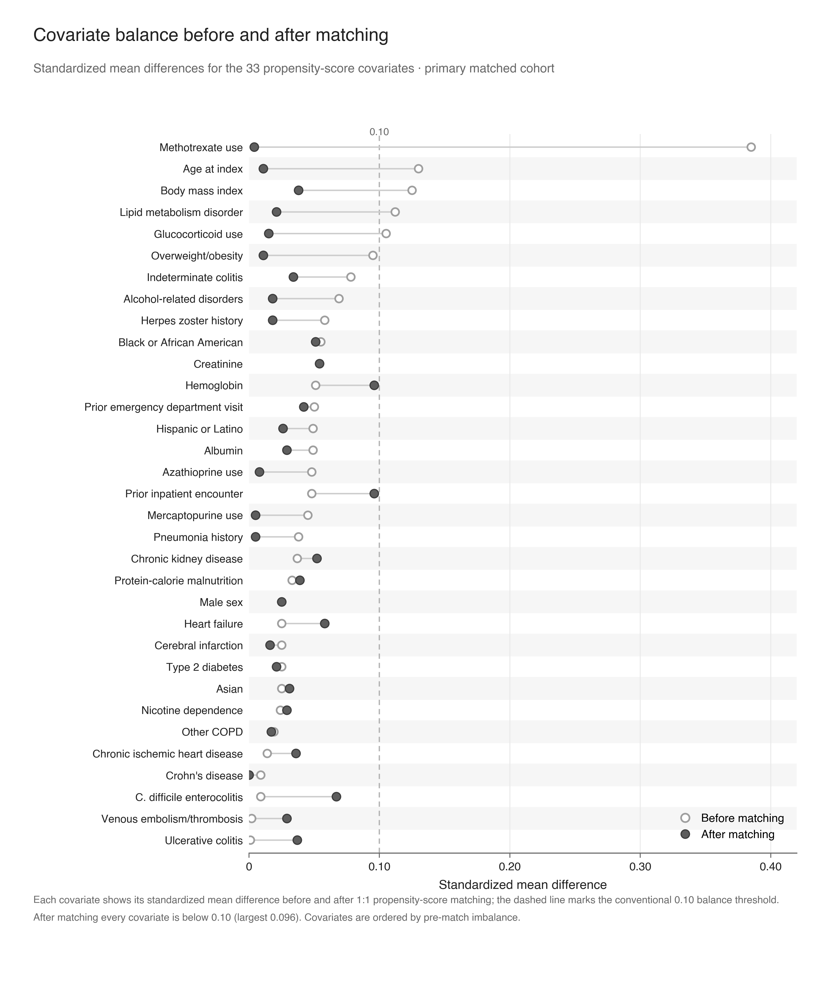 Covariate balance before and after matching
Standardized mean differences for the 33 propensity-score covariates · primary matched cohort
0.10
Methotrexate use
Age at index
Body mass index
Lipid metabolism disorder
Glucocorticoid use
Overweight/obesity
Indeterminate colitis
Alcohol-related disorders
Herpes zoster history
Black or African American
Creatinine
Hemoglobin
Prior emergency department visit
Hispanic or Latino
Albumin
Azathioprine use
Prior inpatient encounter
Mercaptopurine use
Pneumonia history
Chronic kidney disease
Protein-calorie malnutrition
Male sex
Heart failure
Cerebral infarction
Type 2 diabetes
Asian
Nicotine dependence
Other COPD
Chronic ischemic heart disease
Crohn's disease
C. difficile enterocolitis
Venous embolism/thrombosis
Before matching
After matching
Ulcerative colitis
0 0.10 0.20 0.30 0.40
Standardized mean difference
Each covariate shows its standardized mean difference before and after 1:1 propensity-score matching; the dashed line marks the conventional 0.10 balance threshold.
After matching every covariate is below 0.10 (largest 0.096). Covariates are ordered by pre-match imbalance.